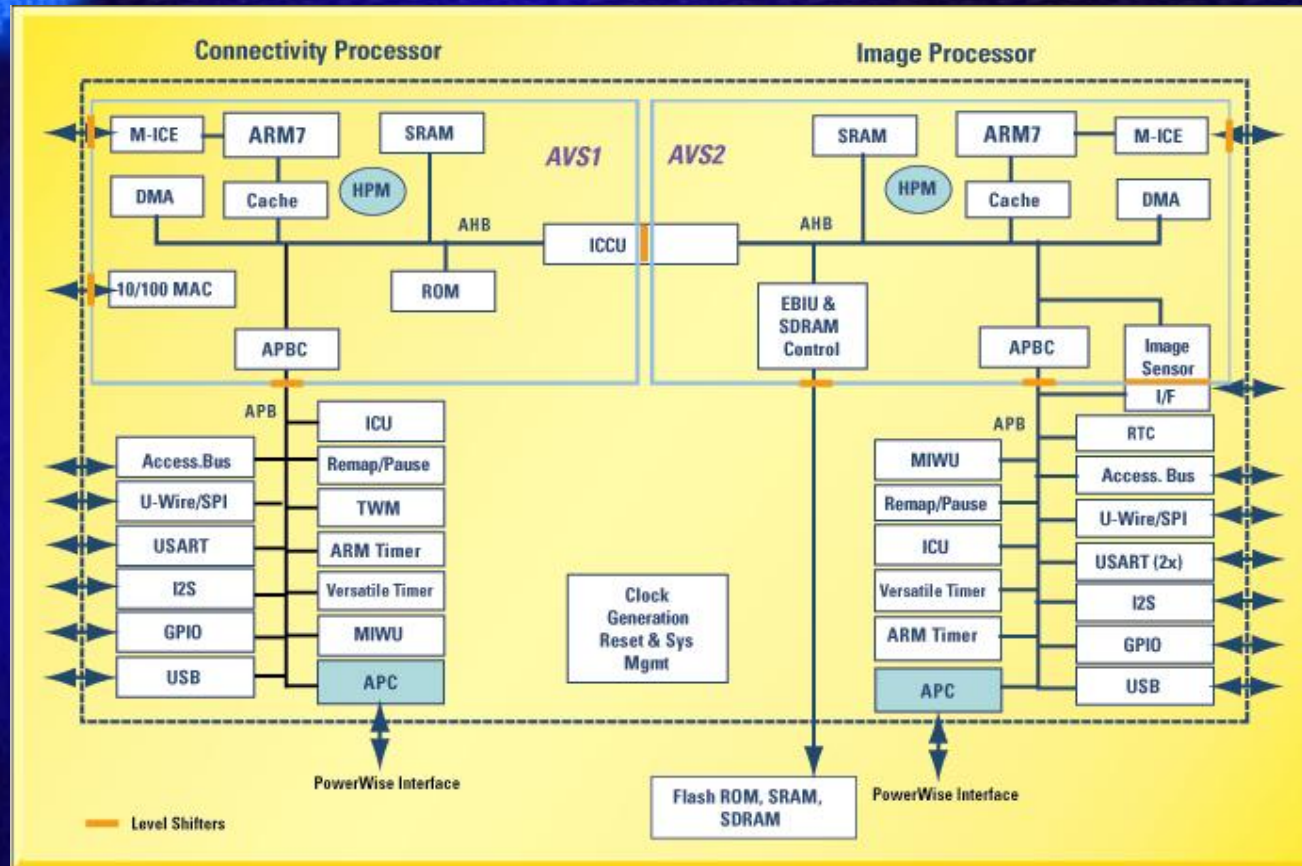 Connectivity Processor
Image Processor
M-ICE
ARM7
SRAM
AVS1
HPM
DMA
Cache
AHB
ICCU
10/100 MAC
ROM
APBC
AVS2
SRAM
ARM7
M-ICE
HPM
Cache
DMA
AHB
EBIU &
SDRAM
Control
APBC
Image
Sensor
I/F
APB
ICU
Access.Bus
Remap/Pause
U-Wire/SPI
TWM
USART
ARM Timer
I2S
Versatile Timer
GPIO
MIWU
USB
APC
PowerWise Interface
Clock
Generation
Reset & Sys
Mgmt
APB
RTC
MIWU
Access. Bus
Remap/Pause
U-Wire/SPI
ICU
USART (2x)
Versatile Timer
I2S
ARM Timer
GPIO
APC
USB
PowerWise Interface
Flash ROM, SRAM,
SDRAM
Level Shifters